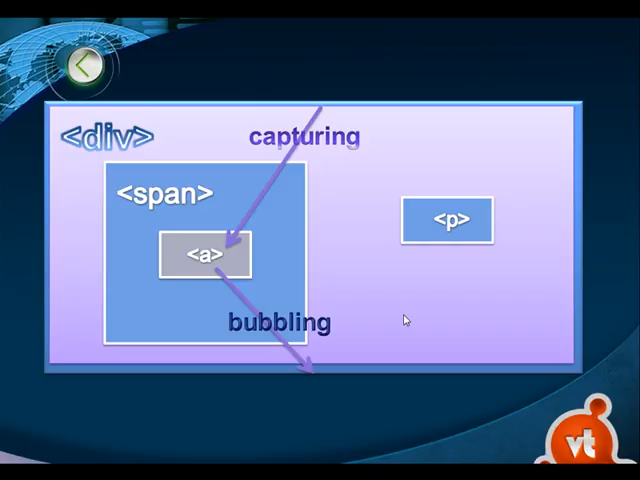 <div>
capturing
<span>
<p>
<a>
bubbling
vt